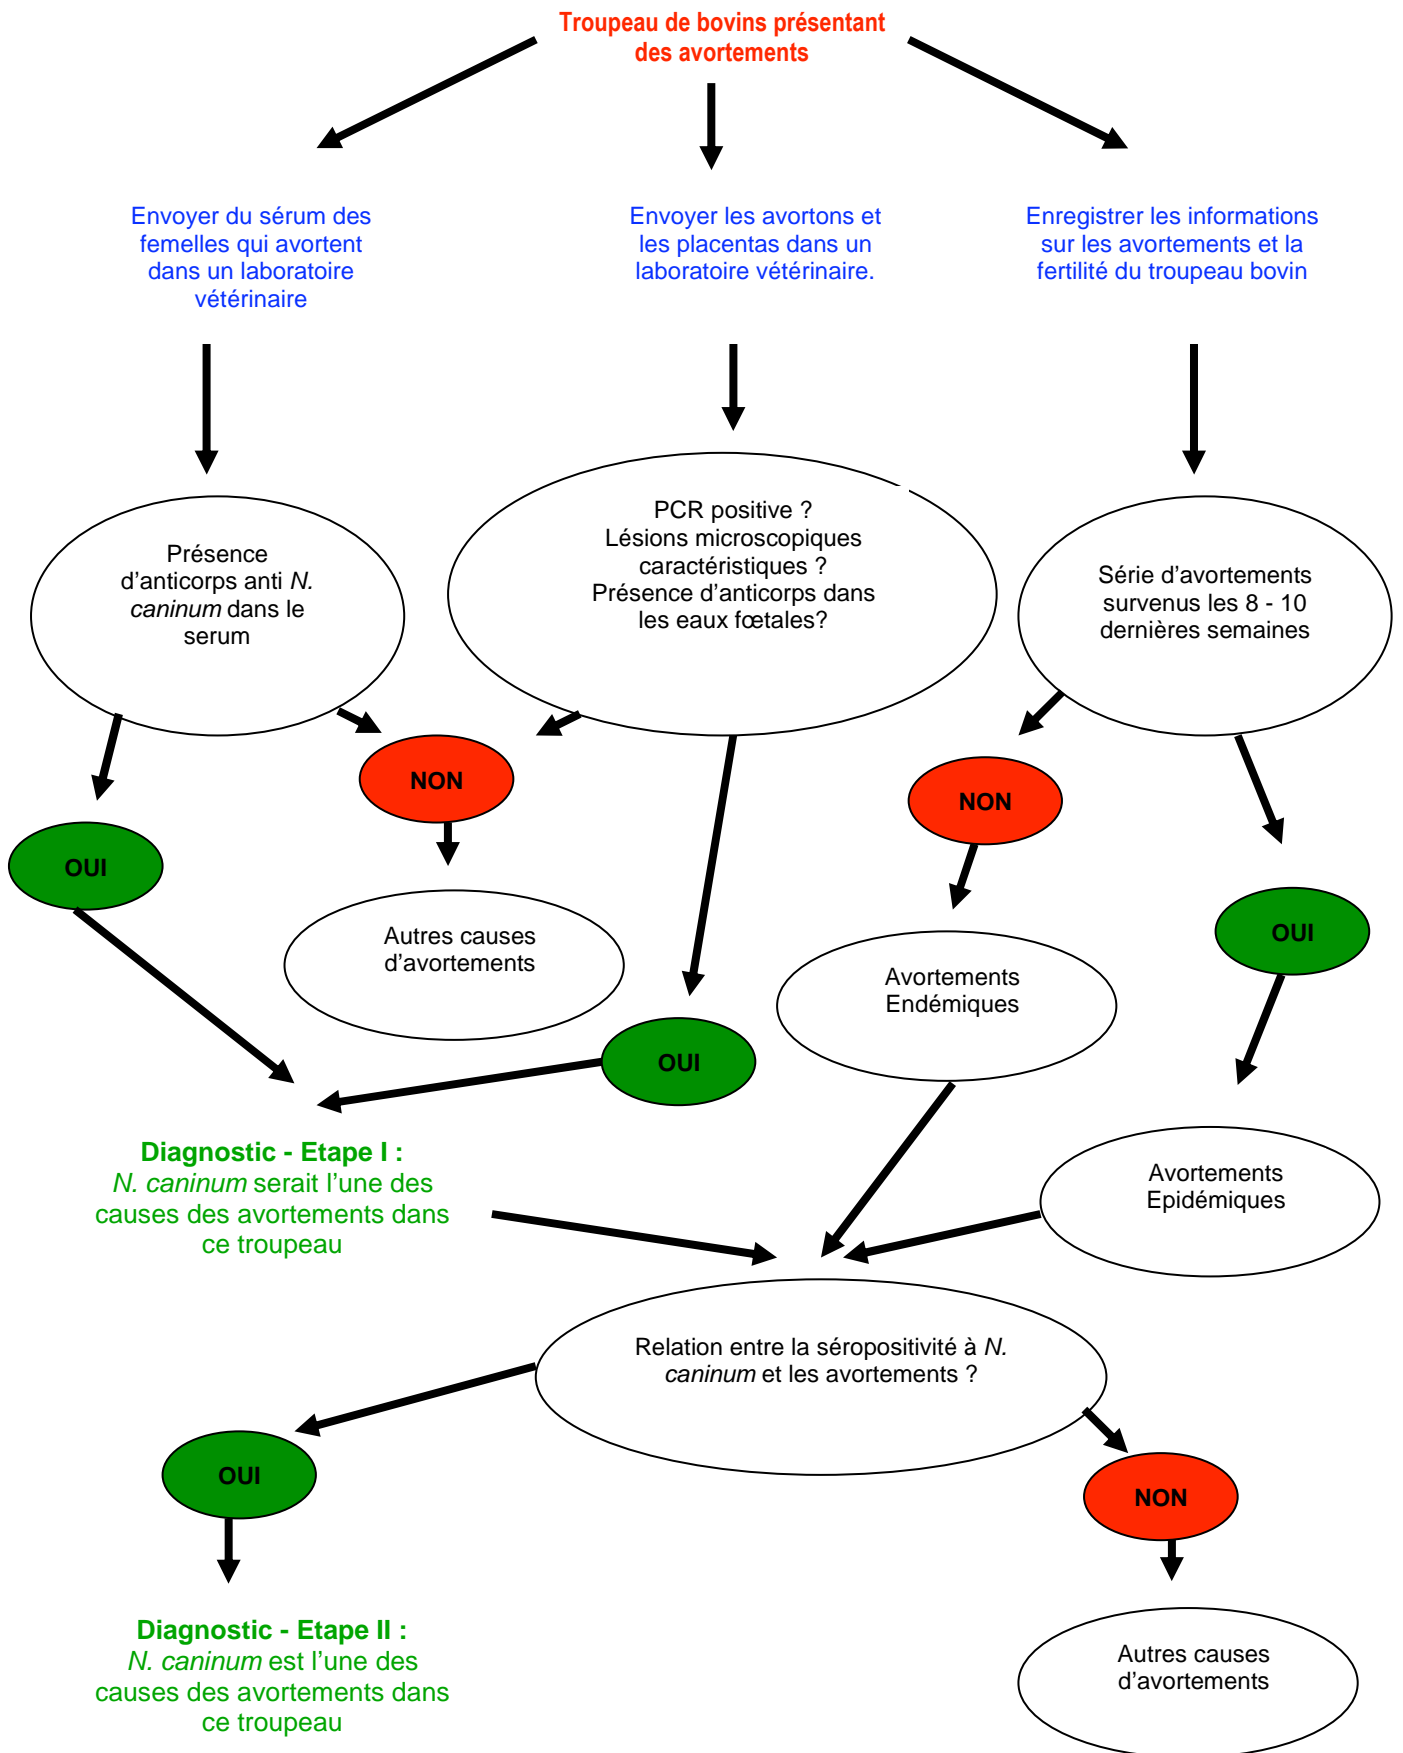 Troupeau de bovins présentant
des avortements
Envoyer du sérum des
femelles qui avortent
dans un laboratoire
vétérinaire
Envoyer les avortons et
les placentas dans un
laboratoire vétérinaire.
Enregistrer les informations
sur les avortements et la
fertilité du troupeau bovin
Présence
d’anticorps anti N.
caninum dans le
serum
PCR positive ?
Lésions microscopiques
caractéristiques ?
Présence d’anticorps dans
les eaux fœtales?
Série d’avortements
survenus les 8 - 10
dernières semaines
NON
NON
OUI
Autres causes
d’avortements
OUI
Avortements
Endémiques
OUI
Diagnostic - Etape I :
N. caninum serait l’une des
causes des avortements dans
ce troupeau
Avortements
Epidémiques
Relation entre la séropositivité à N.
caninum et les avortements ?
OUI
NON
Diagnostic - Etape II :
N. caninum est l’une des
causes des avortements dans
ce troupeau
Autres causes
d’avortements